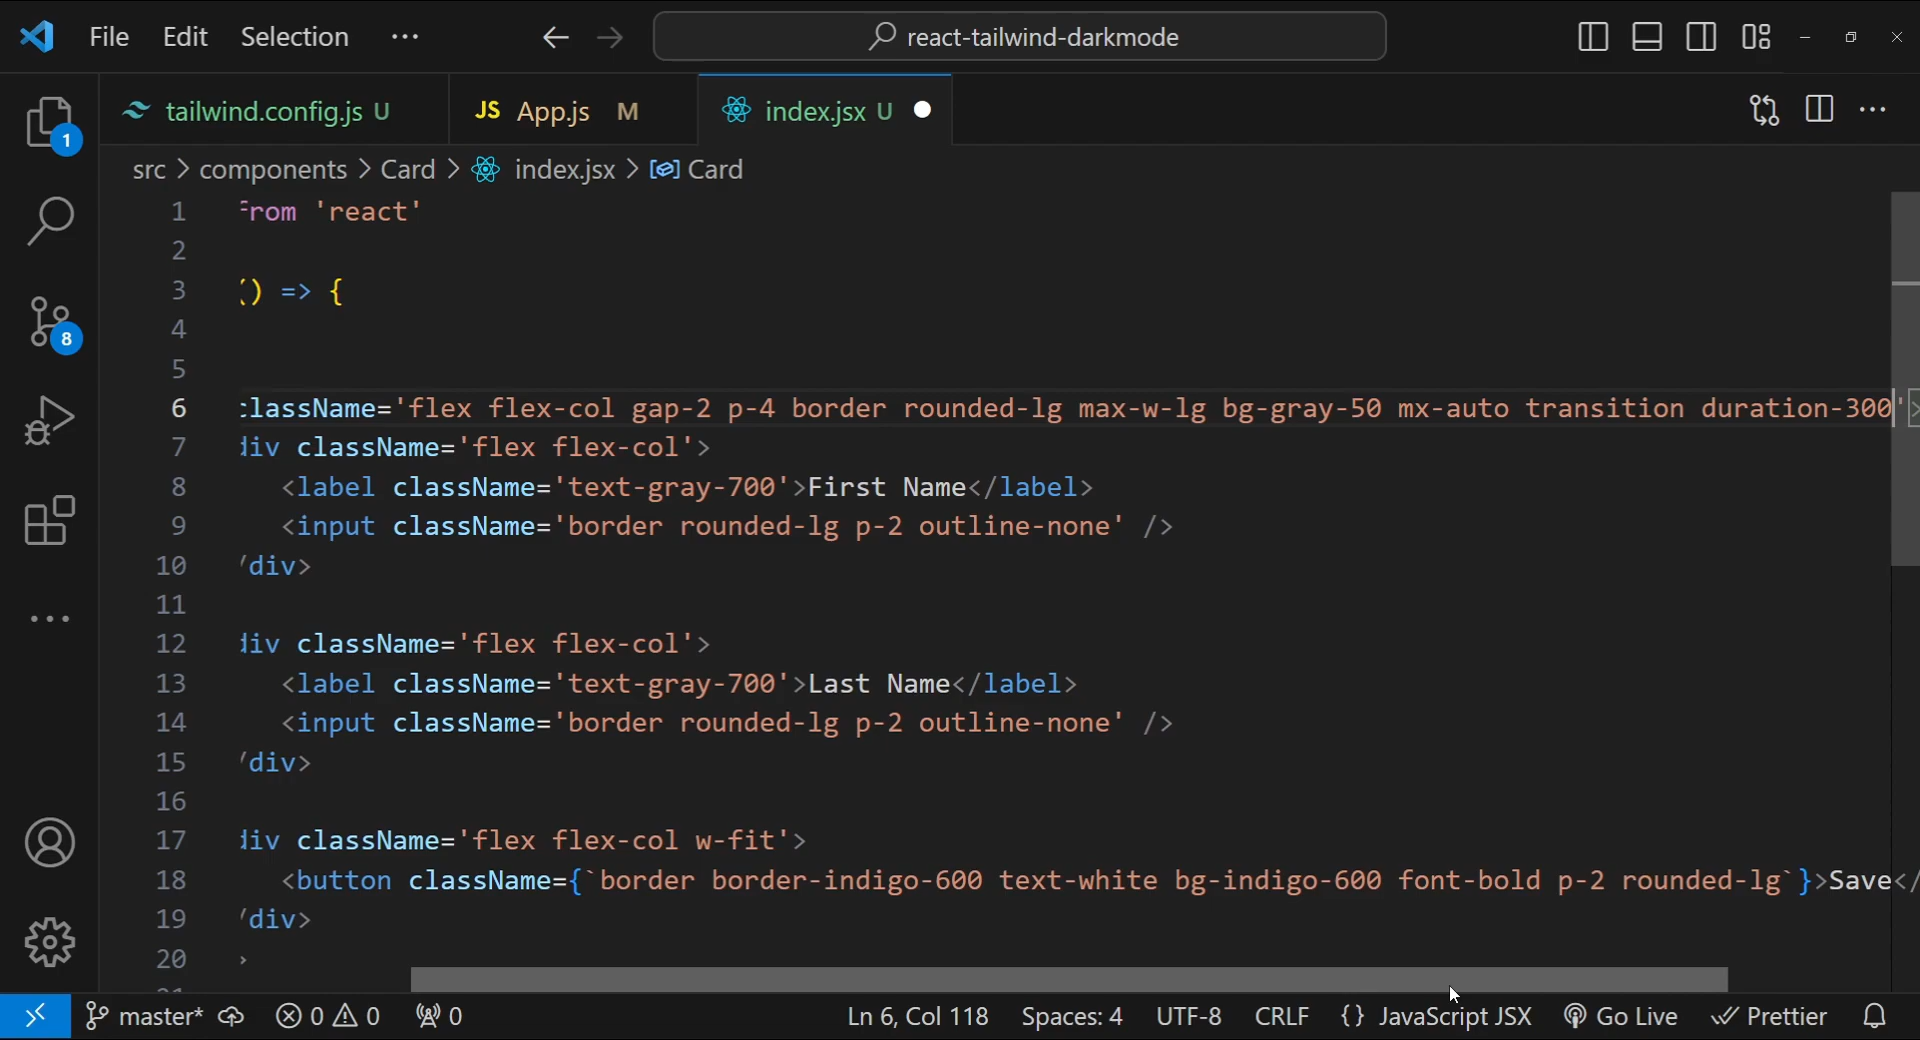 File Edit Selection ··· react-tailwind-darkmode
tailwind.config.js U JS App.js M index.jsx U
src > components > Card > index.jsx > Card
1 rom 'react'
2
3 () => {
4
5
6 className='flex flex-col gap-2 p-4 border rounded-lg max-w-lg bg-gray-50 mx-auto transition duration-300'>
7 div className='flex flex-col'>
8 <label className='text-gray-700'>First Name</label>
9 <input className='border rounded-lg p-2 outline-none' />
10 /div>
11
12 div className='flex flex-col'>
13 <label className='text-gray-700'>Last Name</label>
14 <input className='border rounded-lg p-2 outline-none' />
15 /div>
16
17 div className='flex flex-col w-fit'>
18 <button className={`border border-indigo-600 text-white bg-indigo-600 font-bold p-2 rounded-lg`}>Save</
19 /div>
20 >
1
8
master* 0 0 0 Ln 6, Col 118 Spaces: 4 UTF-8 CRLF {} JavaScript JSX Go Live Prettier